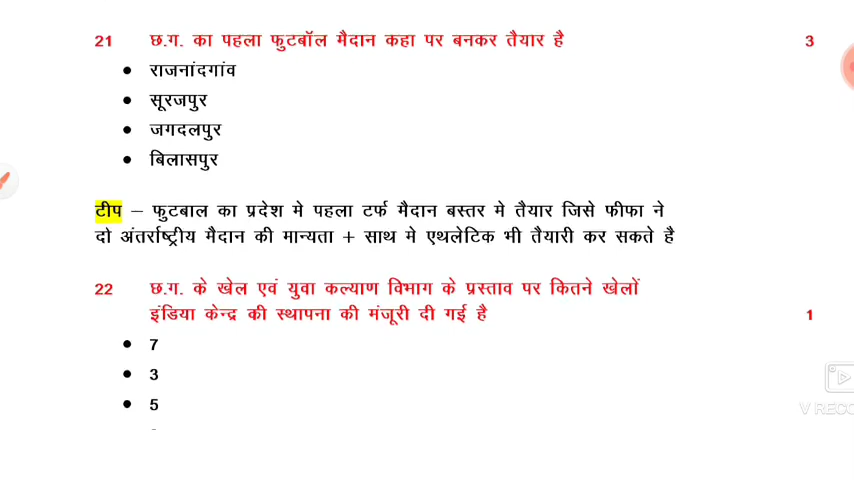 21 छ.ग. का पहला फुटबॉल मैदान कहा पर बनकर तैयार है 3
• राजनांदगांव
• सूरजपुर
• जगदलपुर
• बिलासपुर
टीप – फुटबाल का प्रदेश मे पहला टर्फ मैदान बस्तर मे तैयार जिसे फीफा ने
दो अंतर्राष्ट्रीय मैदान की मान्यता + साथ मे एथलेटिक भी तैयारी कर सकते है
22 छ.ग. के खेल एवं युवा कल्याण विभाग के प्रस्ताव पर कितने खेलों
इंडिया केन्द्र की स्थापना की मंजूरी दी गई है 1
• 7
• 3
• 5
V RECO